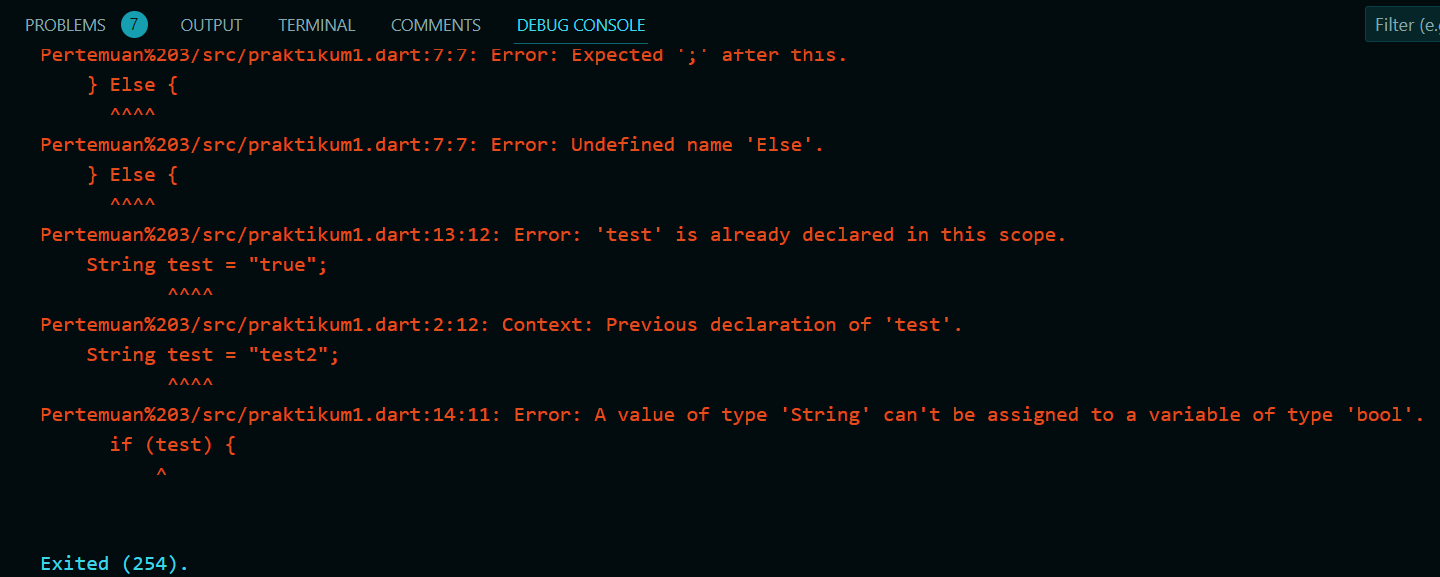 PROBLEMS 7 OUTPUT TERMINAL COMMENTS DEBUG CONSOLE Filter (e.
Pertemuan%203/src/praktikum1.dart:7:7: Error: Expected ';' after this.
} Else {
^^^^
Pertemuan%203/src/praktikum1.dart:7:7: Error: Undefined name 'Else'.
} Else {
^^^^
Pertemuan%203/src/praktikum1.dart:13:12: Error: 'test' is already declared in this scope.
String test = "true";
^^^^
Pertemuan%203/src/praktikum1.dart:2:12: Context: Previous declaration of 'test'.
String test = "test2";
^^^^
Pertemuan%203/src/praktikum1.dart:14:11: Error: A value of type 'String' can't be assigned to a variable of type 'bool'.
if (test) {
^
Exited (254).